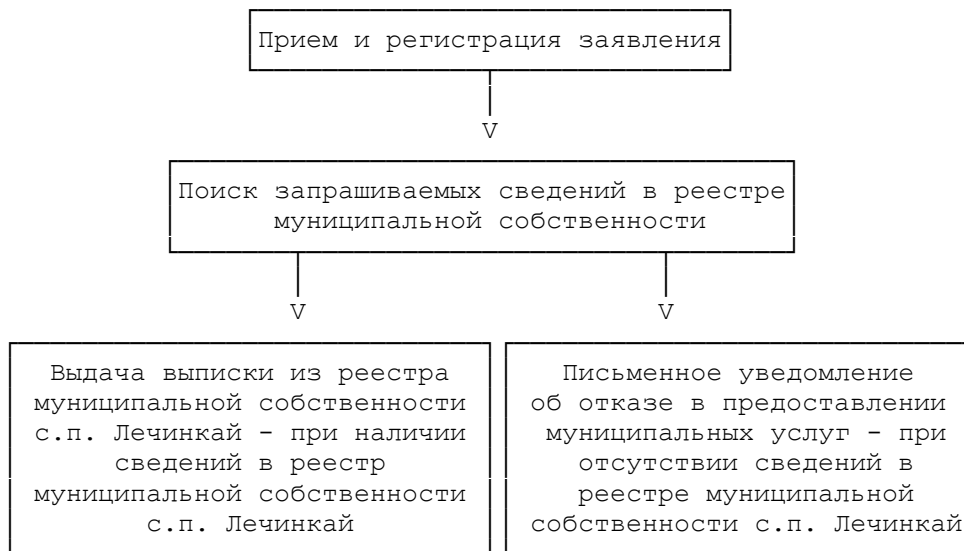 Прием и регистрация заявления
V
Поиск запрашиваемых сведений в реестре
муниципальной собственности
V
V
Выдача выписки из реестра
муниципальной собственности
с.п. Лечинкай - при наличии
сведений в реестр
муниципальной собственности
с.п. Лечинкай
Письменное уведомление
об отказе в предоставлении
муниципальных услуг - при
отсутствии сведений в
реестре муниципальной
собственности с.п. Лечинкай